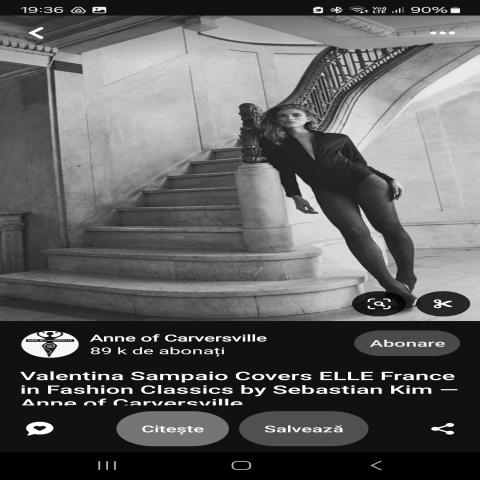 19:36
90%
Anne of Carversville
89 k de abonați
Abonare
Valentina Sampaio Covers ELLE France
in Fashion Classics by Sebastian Kim —
Anne of Carversville
Citește
Salvează